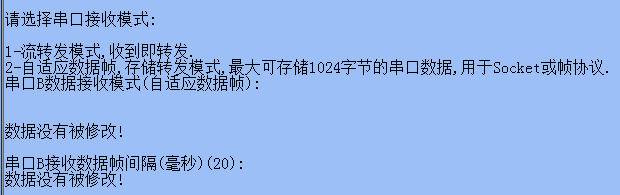 请选择串口接收模式:
1-流转发模式,收到即转发.
2-自适应数据帧,存储转发模式,最大可存储1024字节的串口数据,用于Socket或帧协议.
串口B数据接收模式(自适应数据帧):
数据没有被修改!
串口B接收数据帧间隔(毫秒)(20):
数据没有被修改!